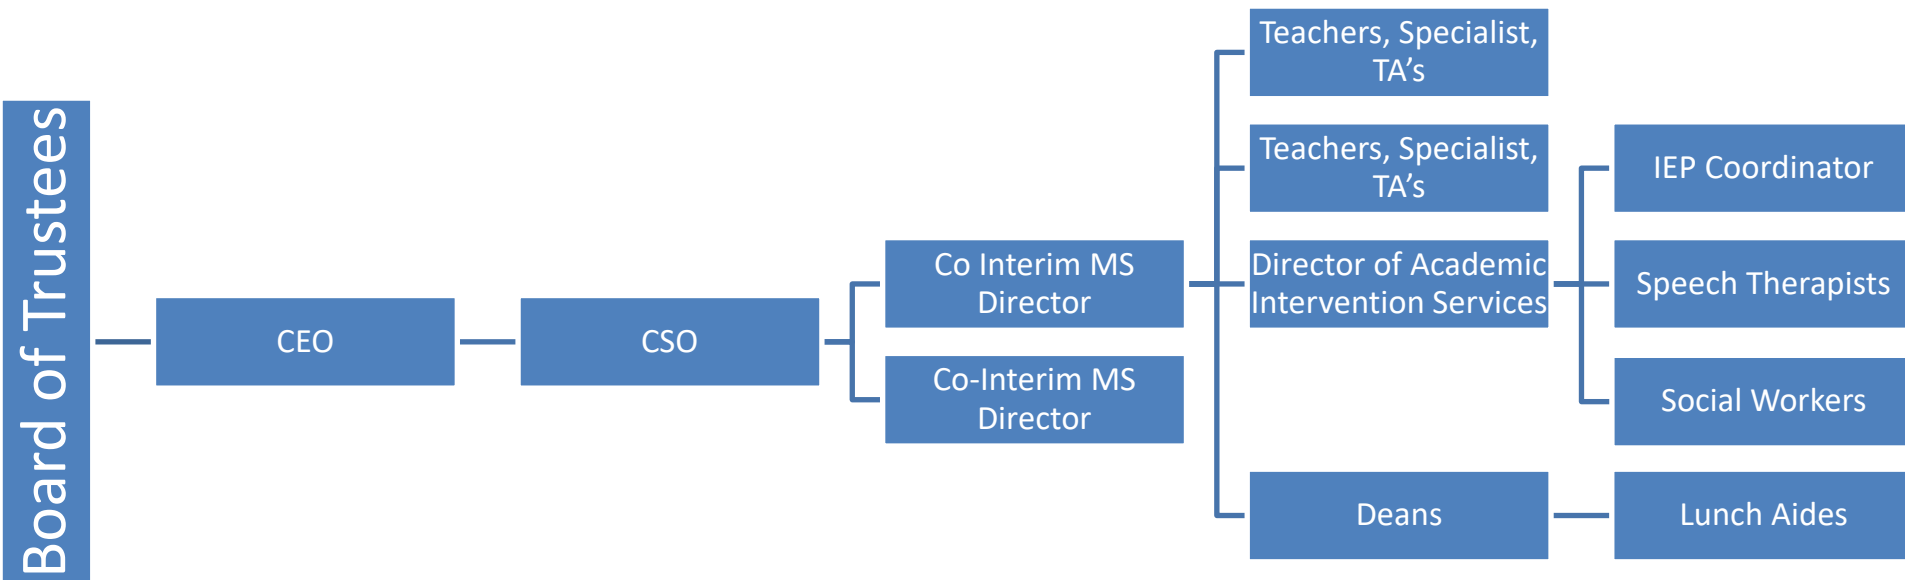 Board of Trustees
CEO
CSO
Co Interim MS
Director
Co-Interim MS
Director
Teachers, Specialist,
TA’s
Teachers, Specialist,
TA’s
Director of Academic
Intervention Services
Deans
IEP Coordinator
Speech Therapists
Social Workers
Lunch Aides